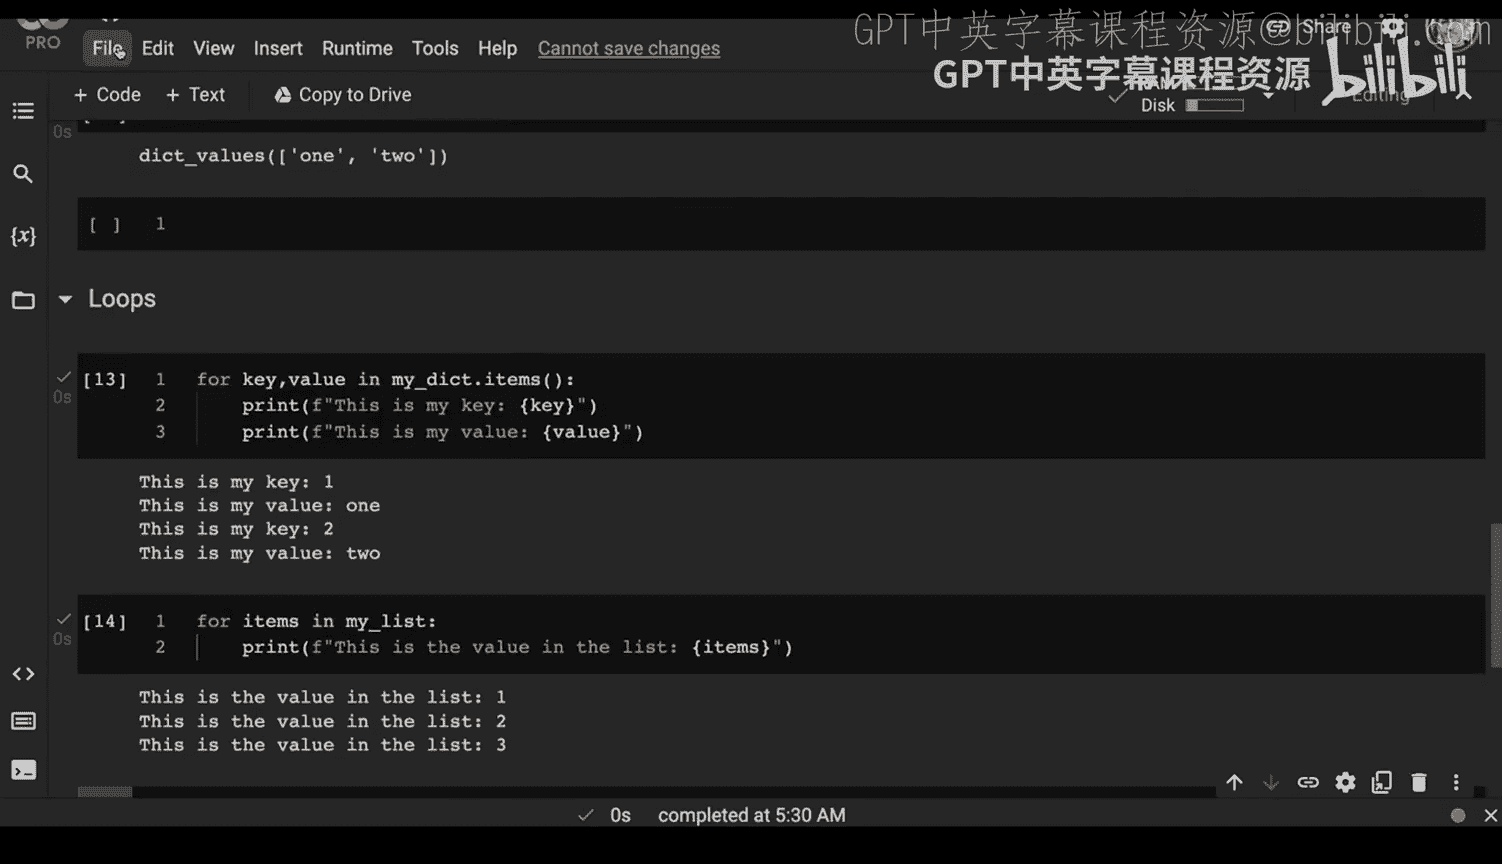 GPT中英字幕课程资源@bilibili.com
GPT中英字幕课程资源 bilibili
PRO
File Edit View Insert Runtime Tools Help Cannot save changes
Share
+ Code + Text Copy to Drive
Disk
Editing
0s
dict_values(['one', 'two'])
[ ] 1
{x}
Loops
[13] 1 for key,value in my_dict.items():
0s
2 print(f"This is my key: {key}")
3 print(f"This is my value: {value}")
This is my key: 1
This is my value: one
This is my key: 2
This is my value: two
[14] 1 for items in my_list:
0s
2 print(f"This is the value in the list: {items}")
This is the value in the list: 1
This is the value in the list: 2
This is the value in the list: 3
0s completed at 5:30 AM